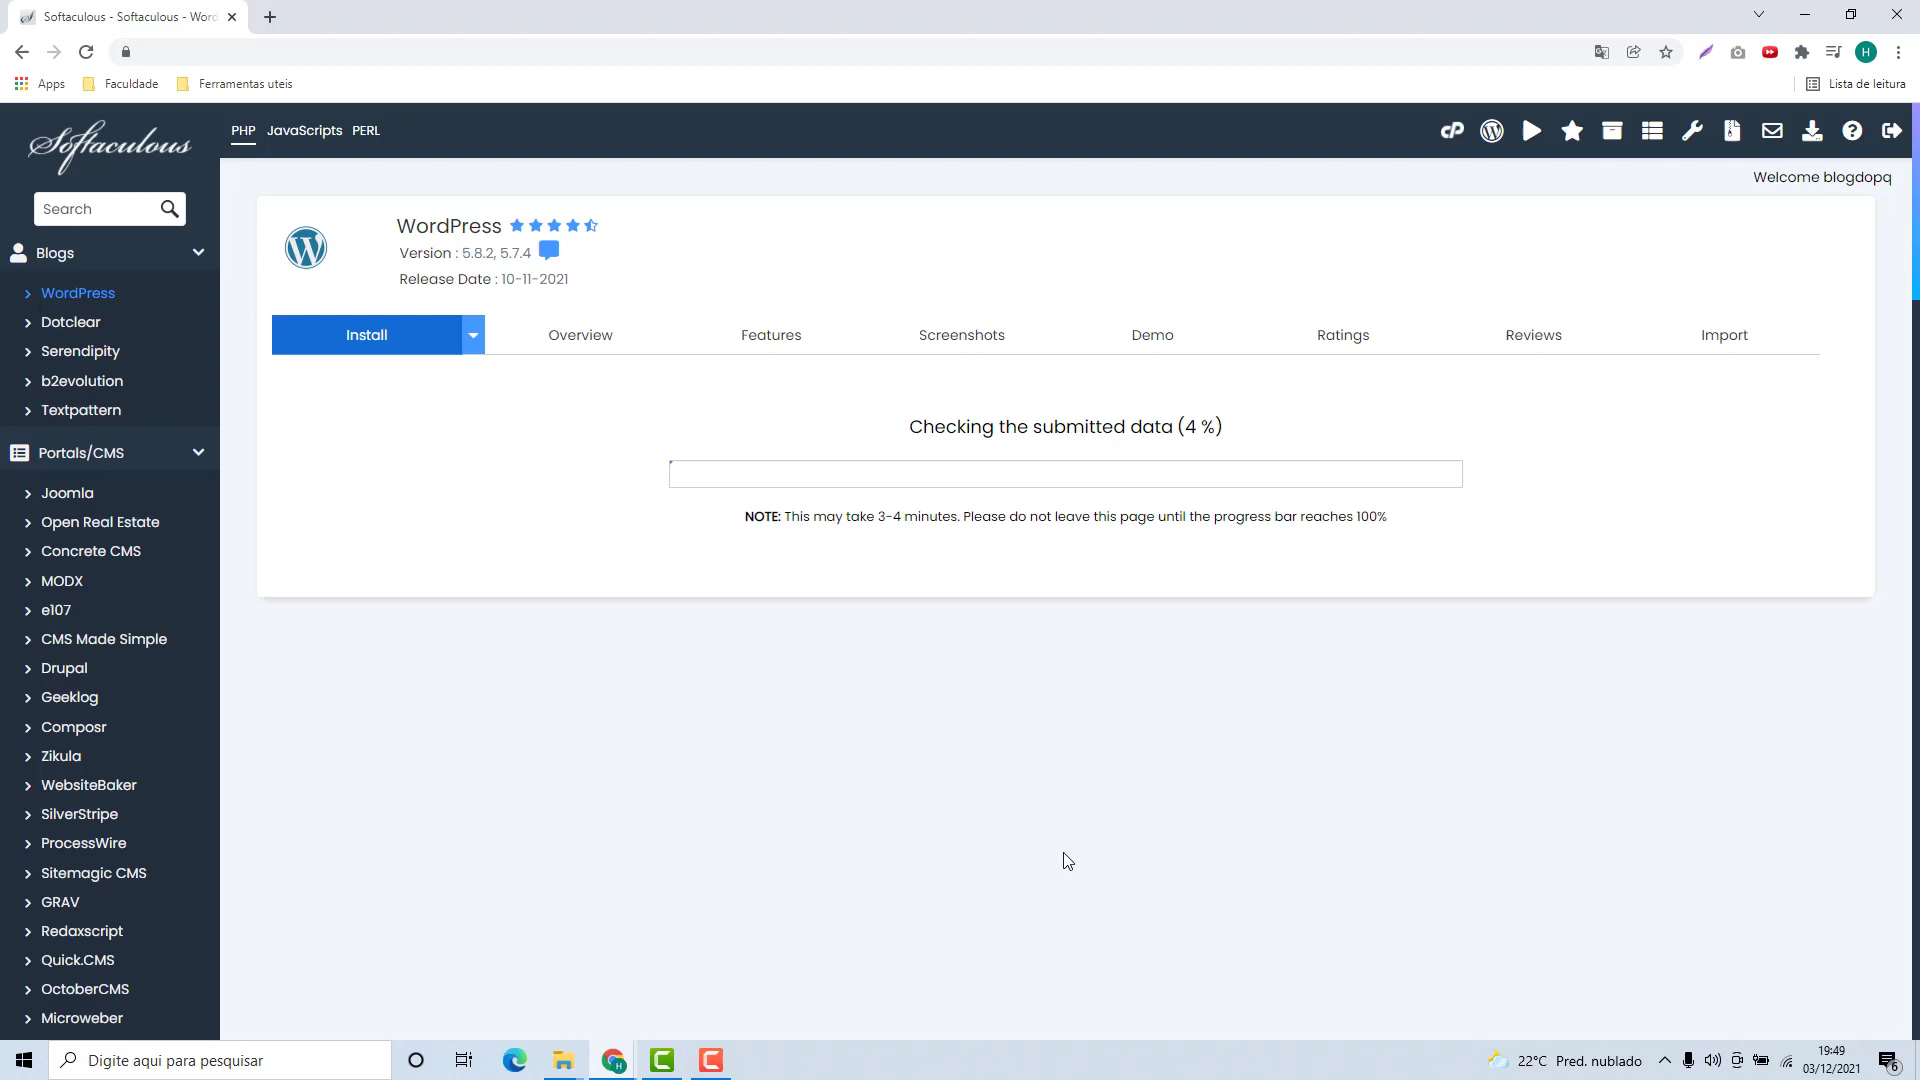 Softaculous - Softaculous - Word
Apps
Faculdade
Ferramentas uteis
Lista de leitura
H
Softaculous
PHP JavaScripts PERL
cP
Search
Welcome blogdopq
Blogs
WordPress
Dotclear
Serendipity
b2evolution
Textpattern
Portals/CMS
Joomla
Open Real Estate
Concrete CMS
MODX
e107
CMS Made Simple
Drupal
Geeklog
Composr
Zikula
WebsiteBaker
SilverStripe
ProcessWire
Sitemagic CMS
GRAV
Redaxscript
Quick.CMS
OctoberCMS
Microweber
WordPress
Version : 5.8.2, 5.7.4
Release Date : 10-11-2021
Install
Overview
Features
Screenshots
Demo
Ratings
Reviews
Import
Checking the submitted data (4 %)
NOTE: This may take 3-4 minutes. Please do not leave this page until the progress bar reaches 100%
Digite aqui para pesquisar
22°C Pred. nublado
19:49
03/12/2021
6